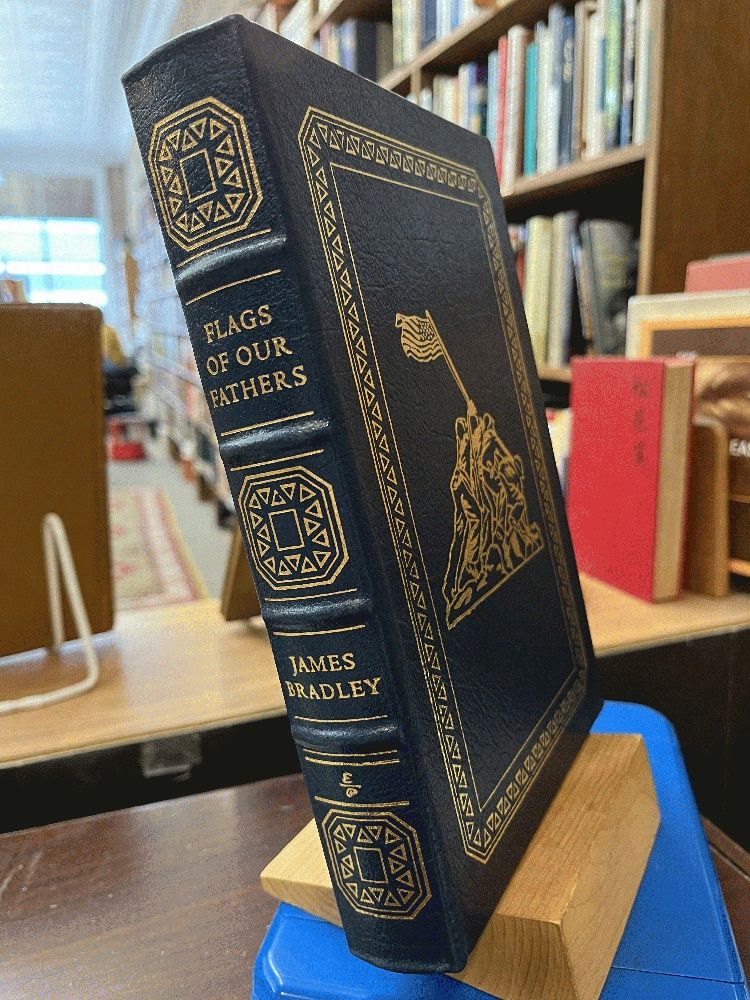 FLAGS
OF OUR
FATHERS
JAMES
BRADLEY